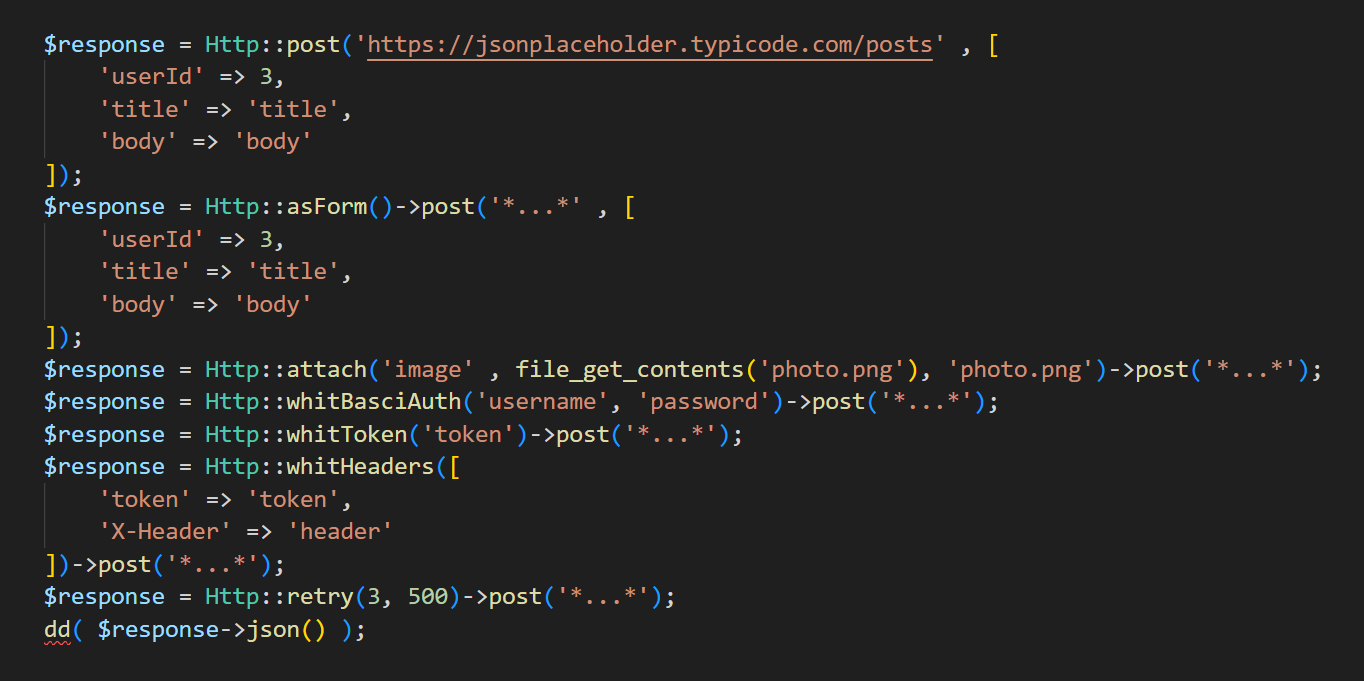 $response = Http::post('https://jsonplaceholder.typicode.com/posts' , [
    'userId' => 3,
    'title' => 'title',
    'body' => 'body'
]);
$response = Http::asForm()->post('*...*' , [
    'userId' => 3,
    'title' => 'title',
    'body' => 'body'
]);
$response = Http::attach('image' , file_get_contents('photo.png'), 'photo.png')->post('*...*');
$response = Http::whitBasciAuth('username', 'password')->post('*...*');
$response = Http::whitToken('token')->post('*...*');
$response = Http::whitHeaders([
    'token' => 'token',
    'X-Header' => 'header'
])->post('*...*');
$response = Http::retry(3, 500)->post('*...*');
dd( $response->json() );